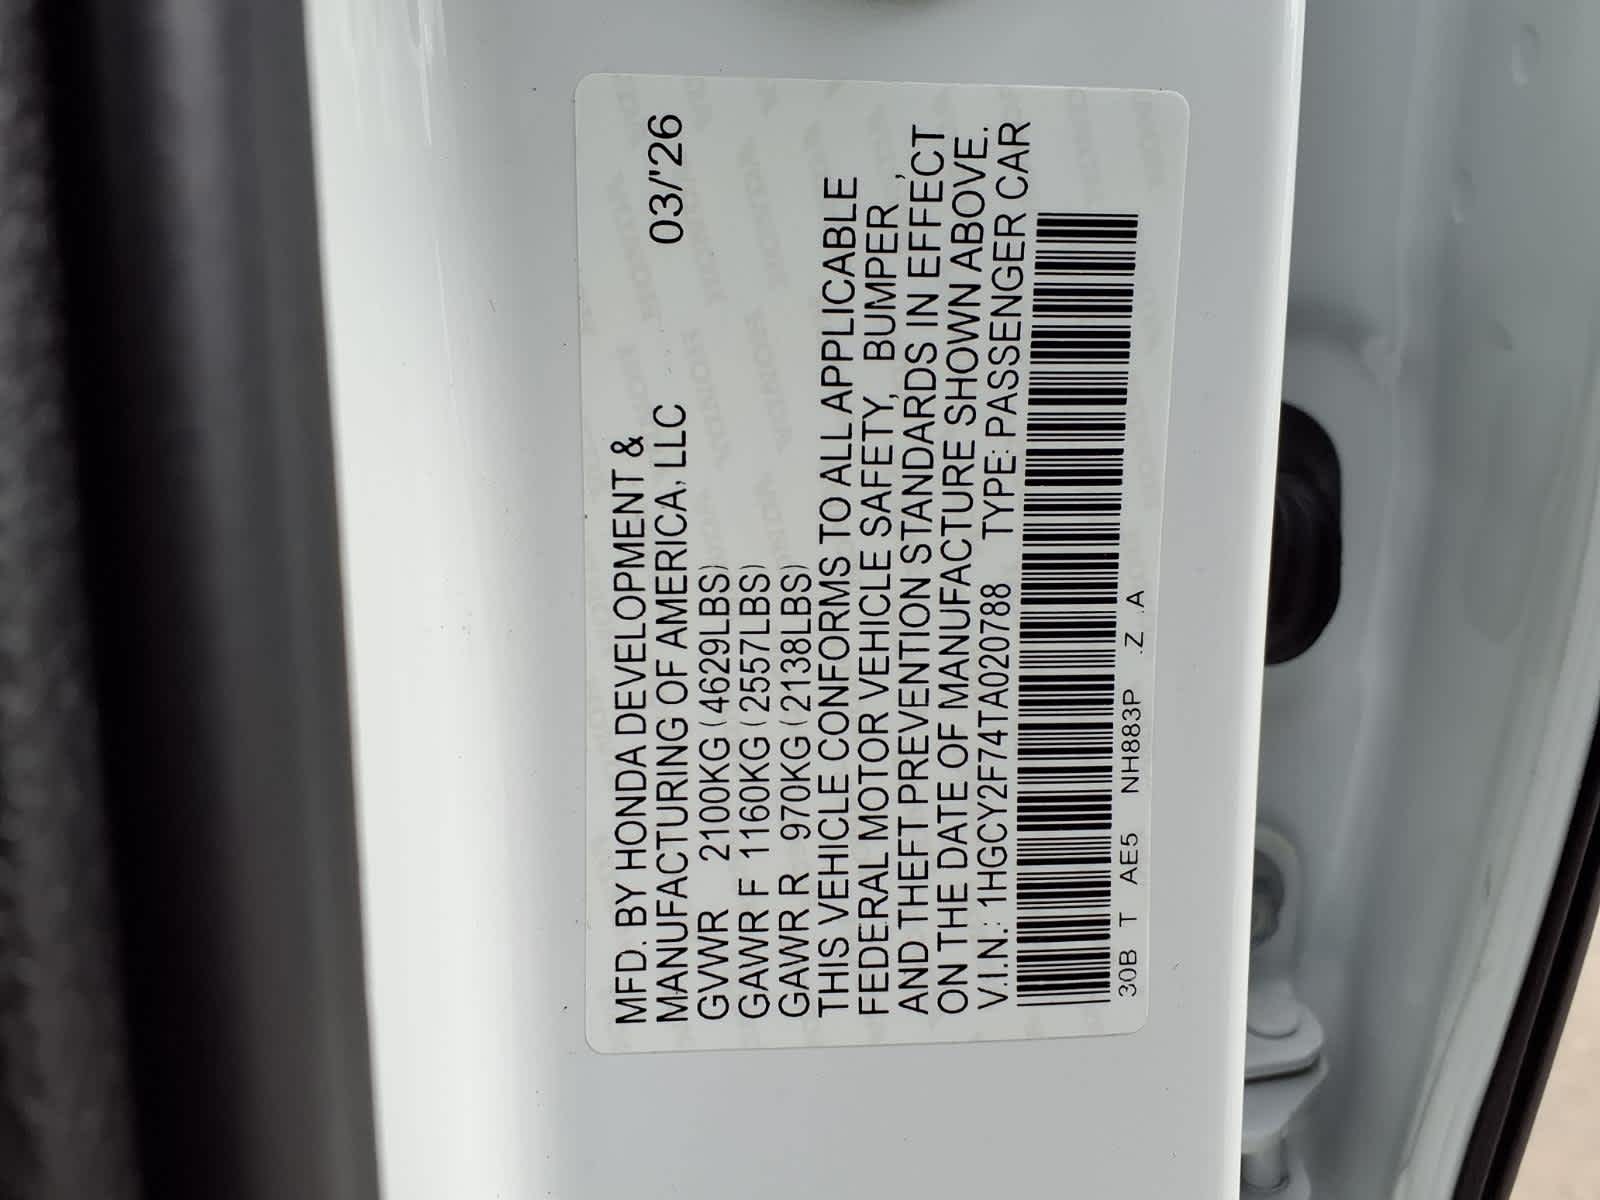 MFD. BY HONDA DEVELOPMENT &
MANUFACTURING OF AMERICA, LLC 03/'26
GVWR 2100KG (4629LBS)
GAWR F 1160KG (2557LBS)
GAWR R 970KG (2138LBS)
THIS VEHICLE CONFORMS TO ALL APPLICABLE
FEDERAL MOTOR VEHICLE SAFETY, BUMPER,
AND THEFT PREVENTION STANDARDS IN EFFECT
ON THE DATE OF MANUFACTURE SHOWN ABOVE.
V.I.N.: 1HGCY2F74TA020788 TYPE: PASSENGER CAR
30B T AE5 NH883P .Z .A